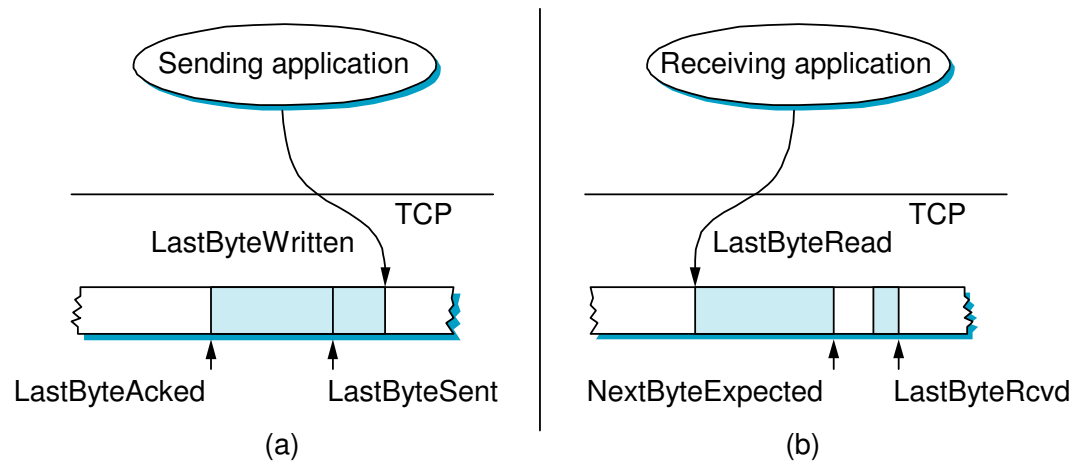 Sending application
TCP
LastByteWritten
LastByteAcked
LastByteSent
(a)
Receiving application
TCP
LastByteRead
NextByteExpected
LastByteRcvd
(b)